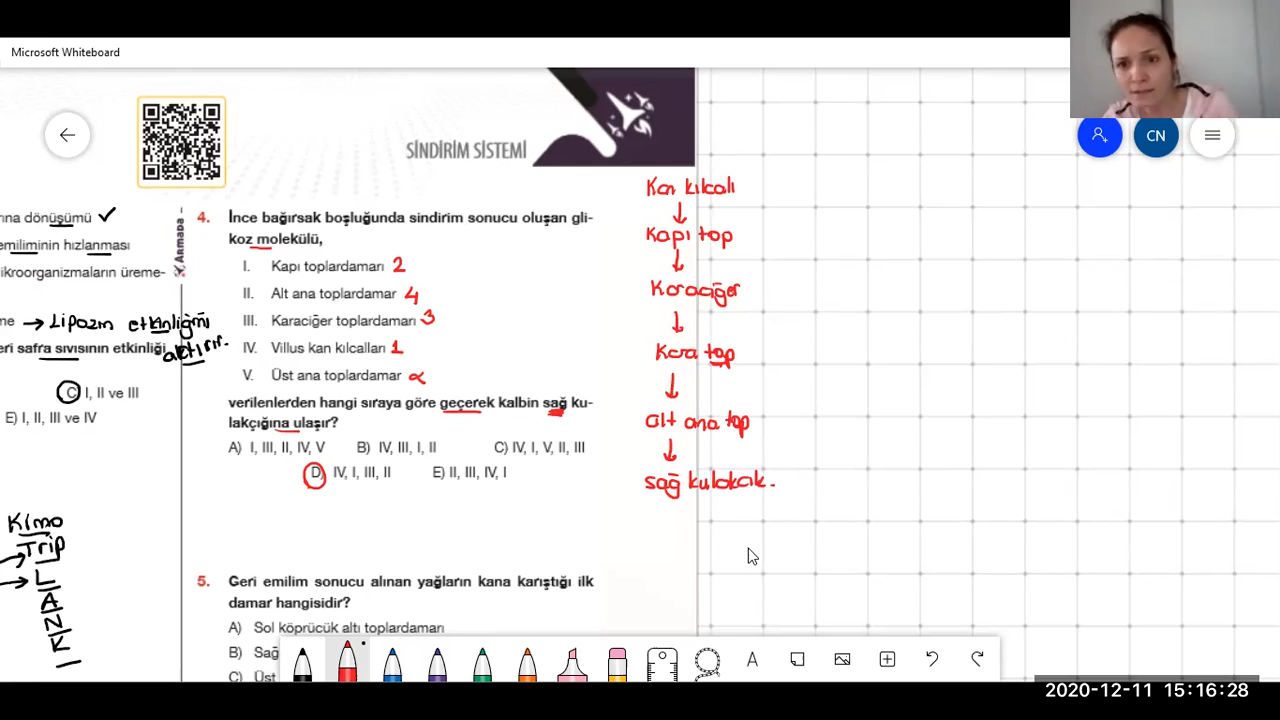 Microsoft Whiteboard
CN
SİNDİRİM SİSTEMİ
ARMADA
ına dönüşümü ✓
emiliminin hızlanması
ikroorganizmaların üreme-
me → Lipazın etkinliğini
aktırır.
eri safra sıvısının etkinliği
C I, II ve III
E) I, II, III ve IV
Kimo
Trip
L
A
N
K
4. İnce bağırsak boşluğunda sindirim sonucu oluşan gli-
koz molekülü,
I. Kapı toplardamarı 2
II. Alt ana toplardamar 4
III. Karaciğer toplardamarı 3
IV. Villus kan kılcalları 1
V. Üst ana toplardamar
verilenlerden hangi sıraya göre geçerek kalbin sağ ku-
lakçığına ulaşır?
A) I, III, II, IV, V B) IV, III, I, II C) IV, I, V, II, III
D) IV, I, III, II E) II, III, IV, I
5. Geri emilim sonucu alınan yağların kana karıştığı ilk
damar hangisidir?
A) Sol köprücük altı toplardamarı
B) Sağ
C) Üst
Kan kılcalı
↓
Kapı top
↓
Karaciğer
↓
Kara top
↓
alt ana top
↓
sağ kulakcık.
A
2020-12-11 15:16:28